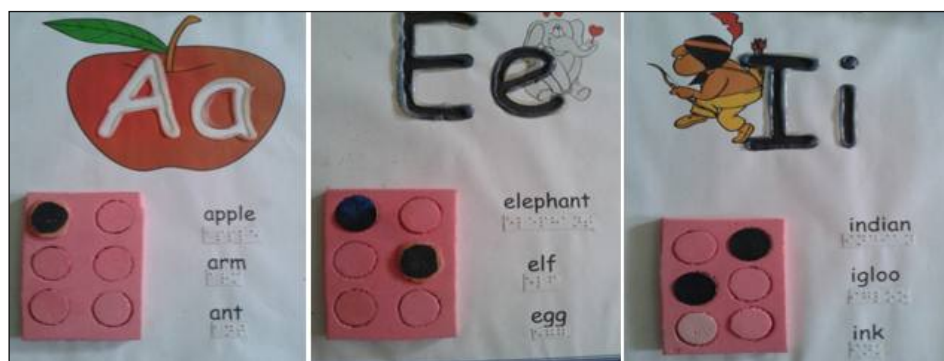 Aa
apple
arm
ant
Ee
elephant
elf
egg
Ii
indian
igloo
ink